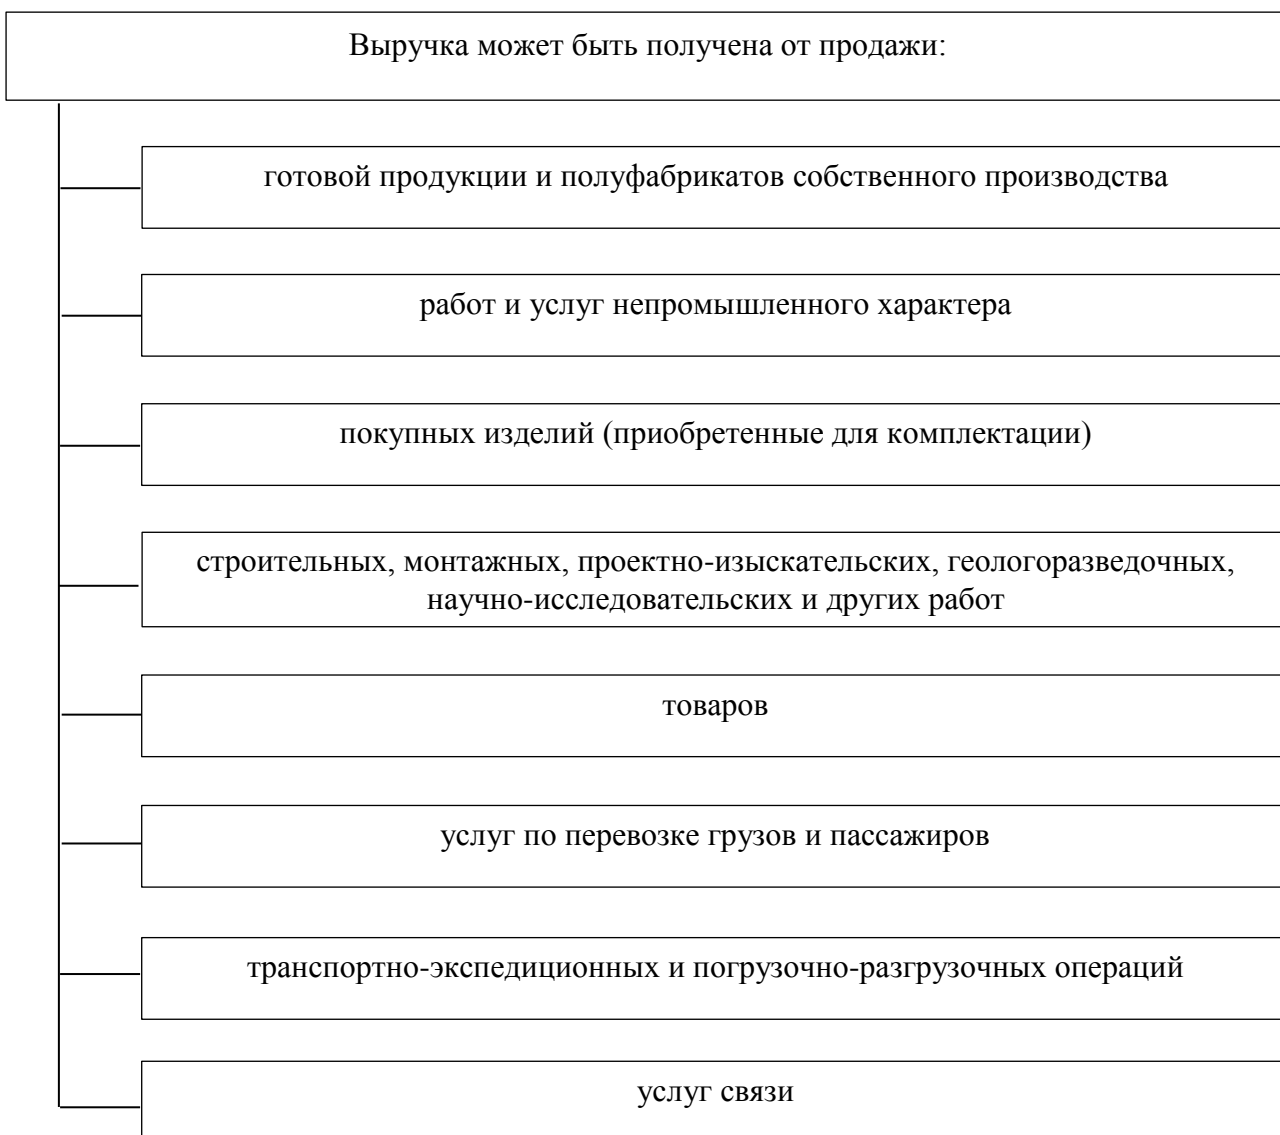 Выручка может быть получена от продажи:
готовой продукции и полуфабрикатов собственного производства
работ и услуг непромышленного характера
покупных изделий (приобретенные для комплектации)
строительных, монтажных, проектно-изыскательских, геологоразведочных,
научно-исследовательских и других работ
товаров
услуг по перевозке грузов и пассажиров
транспортно-экспедиционных и погрузочно-разгрузочных операций
услуг связи